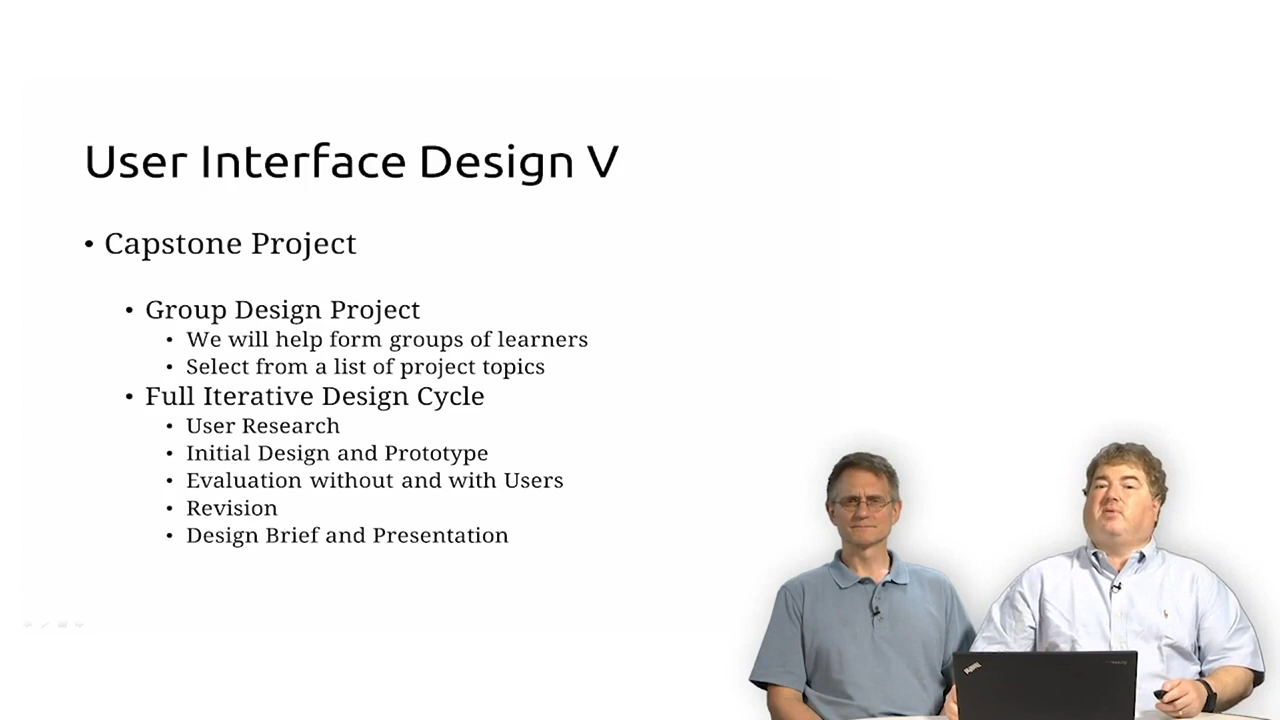 User Interface Design V
• Capstone Project
• Group Design Project
• We will help form groups of learners
• Select from a list of project topics
• Full Iterative Design Cycle
• User Research
• Initial Design and Prototype
• Evaluation without and with Users
• Revision
• Design Brief and Presentation